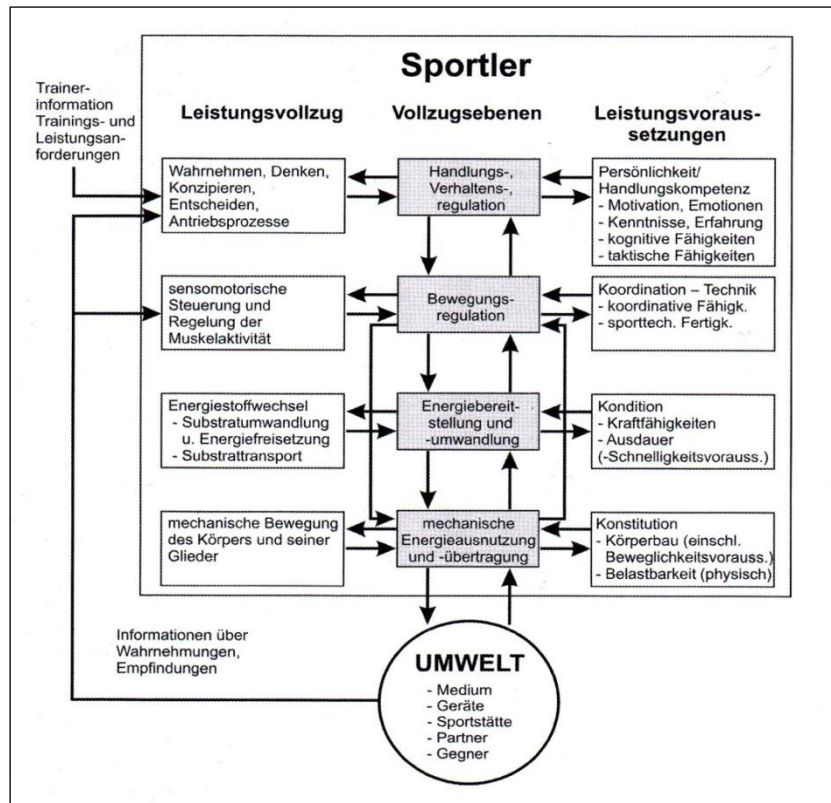 Sportler
Trainer-
information
Trainings- und
Leistungsan-
forderungen
Leistungsvollzug
Vollzugsebenen
Leistungsvoraus-
setzungen
Wahrnehmen, Denken,
Konzipieren,
Entscheiden,
Antriebsprozesse
Handlungs-,
Verhaltens-,
regulation
Persönlichkeit/
Handlungskompetenz
- Motivation, Emotionen
- Kenntnisse, Erfahrung
- kognitive Fähigkeiten
- taktische Fähigkeiten
sensomotorische
Steuerung und
Regelung der
Muskelaktivität
Bewegungs-
regulation
Koordination – Technik
- koordinative Fähigk.
- sporttech. Fertigk.
Energiestoffwechsel
- Substratumwandlung
u. Energiefreisetzung
- Substrattransport
Energiebereit-
stellung und
-umwandlung
Kondition
- Kraftfähigkeiten
- Ausdauer
(-Schnelligkeitsvorauss.)
mechanische Bewegung
des Körpers und seiner
Glieder
mechanische
Energieausnutzung
und -übertragung
Konstitution
- Körperbau (einschl.
Beweglichkeitsvorauss.)
- Belastbarkeit (physisch)
Informationen über
Wahrnehmungen,
Empfindungen
UMWELT
- Medium
- Geräte
- Sportstätte
- Partner
- Gegner